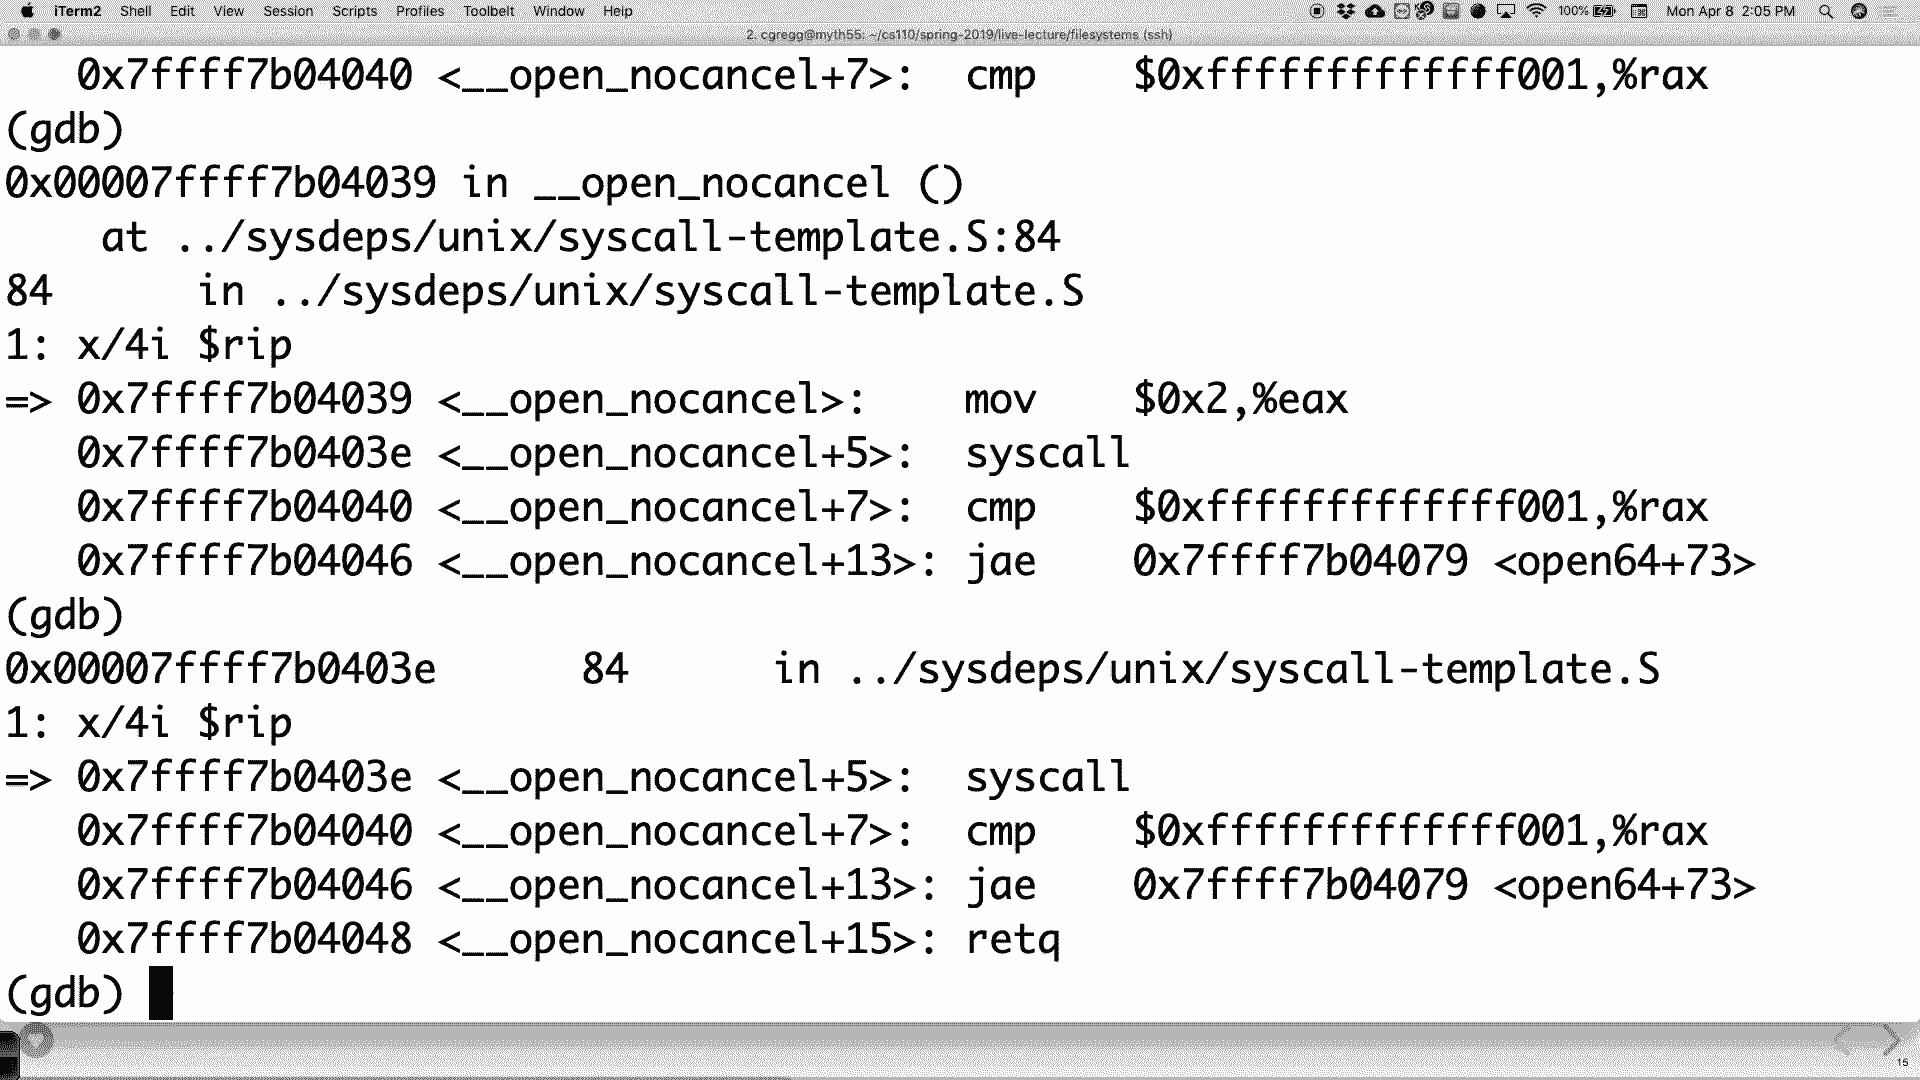 iTerm2 Shell Edit View Session Scripts Profiles Toolbelt Window Help 100% Mon Apr 8 2:05 PM
2. cgregg@myth55: ~/cs110/spring-2019/live-lecture/filesystems (ssh)
0x7ffff7b04040 <__open_nocancel+7>: cmp $0xfffffffffffff001,%rax
(gdb)
0x00007ffff7b04039 in __open_nocancel ()
at ../sysdeps/unix/syscall-template.S:84
84 in ../sysdeps/unix/syscall-template.S
1: x/4i $rip
=> 0x7ffff7b04039 <__open_nocancel>: mov $0x2,%eax
0x7ffff7b0403e <__open_nocancel+5>: syscall
0x7ffff7b04040 <__open_nocancel+7>: cmp $0xfffffffffffff001,%rax
0x7ffff7b04046 <__open_nocancel+13>: jae 0x7ffff7b04079 <open64+73>
(gdb)
0x00007ffff7b0403e 84 in ../sysdeps/unix/syscall-template.S
1: x/4i $rip
=> 0x7ffff7b0403e <__open_nocancel+5>: syscall
0x7ffff7b04040 <__open_nocancel+7>: cmp $0xfffffffffffff001,%rax
0x7ffff7b04046 <__open_nocancel+13>: jae 0x7ffff7b04079 <open64+73>
0x7ffff7b04048 <__open_nocancel+15>: retq
(gdb)
15